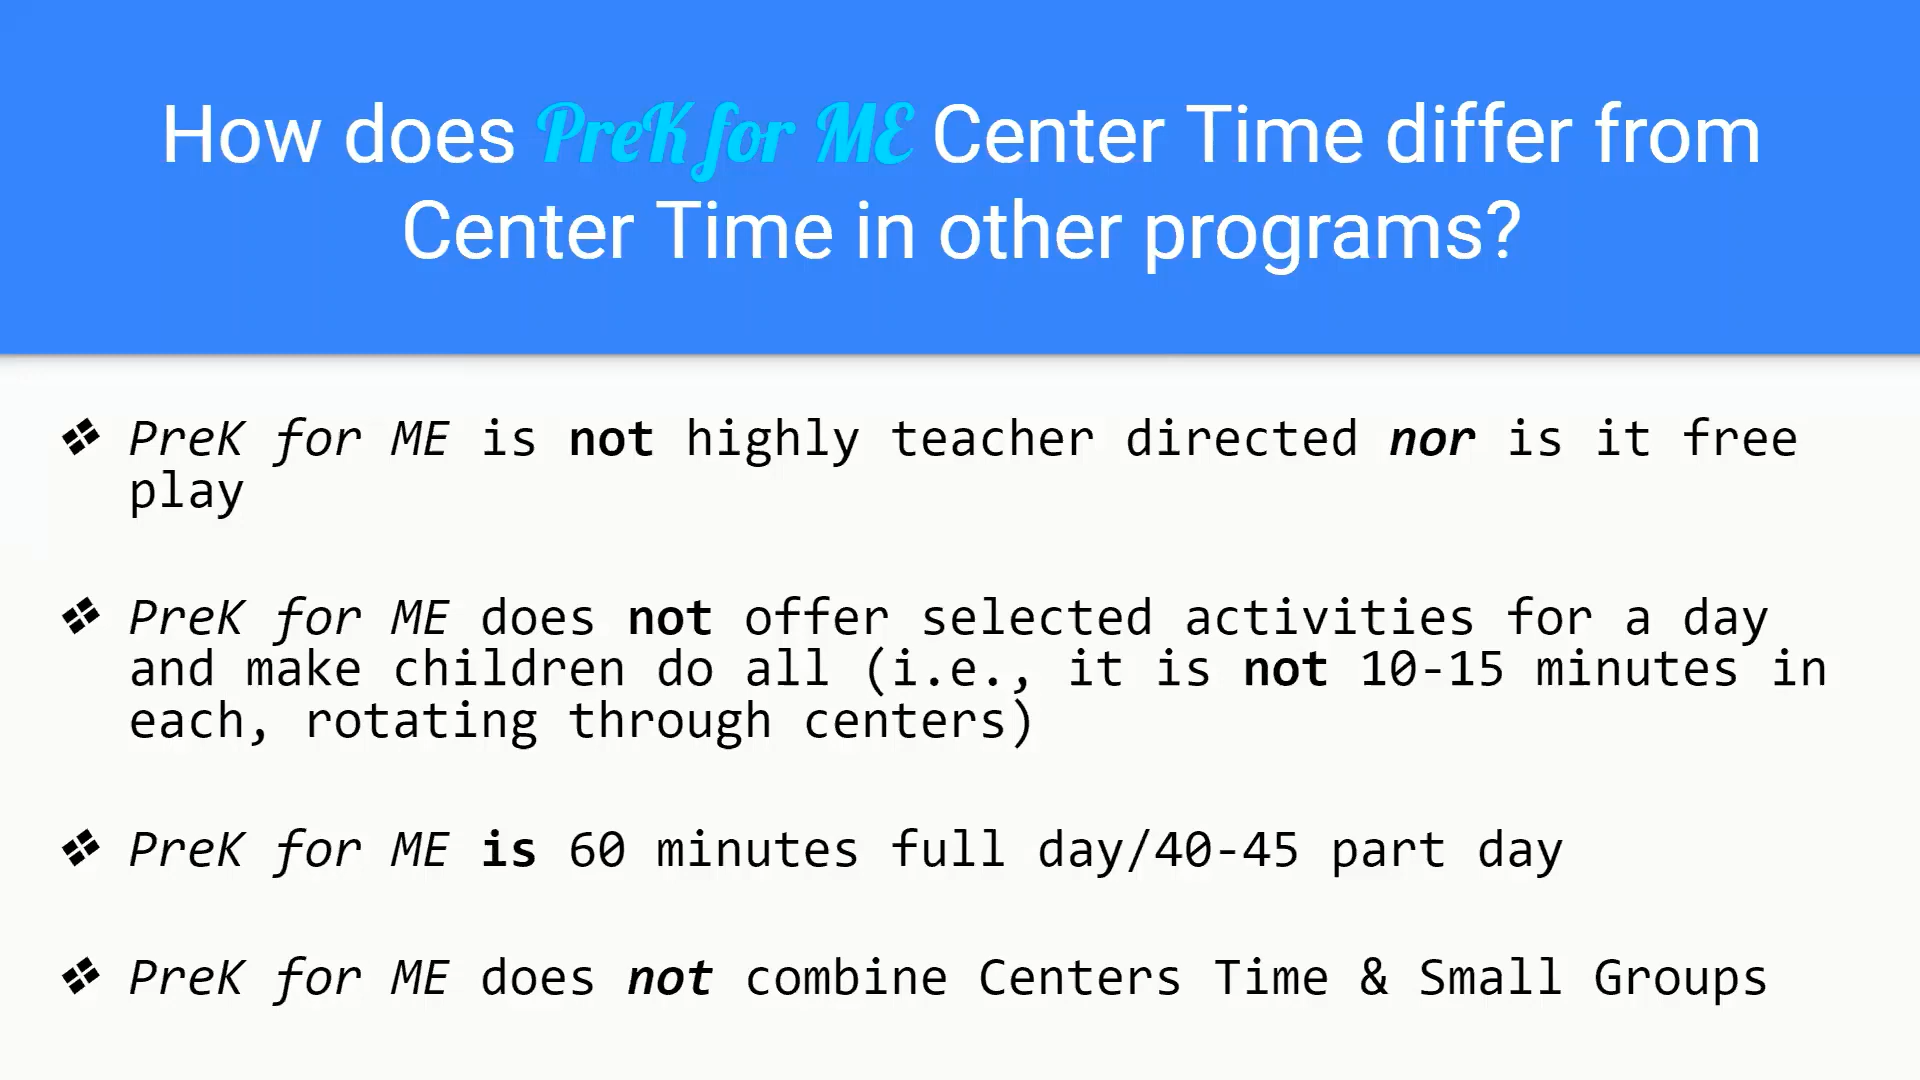 How does PreK for ME Center Time differ from
Center Time in other programs?
❖ PreK for ME is not highly teacher directed nor is it free
play
❖ PreK for ME does not offer selected activities for a day
and make children do all (i.e., it is not 10-15 minutes in
each, rotating through centers)
❖ PreK for ME is 60 minutes full day/40-45 part day
❖ PreK for ME does not combine Centers Time & Small Groups